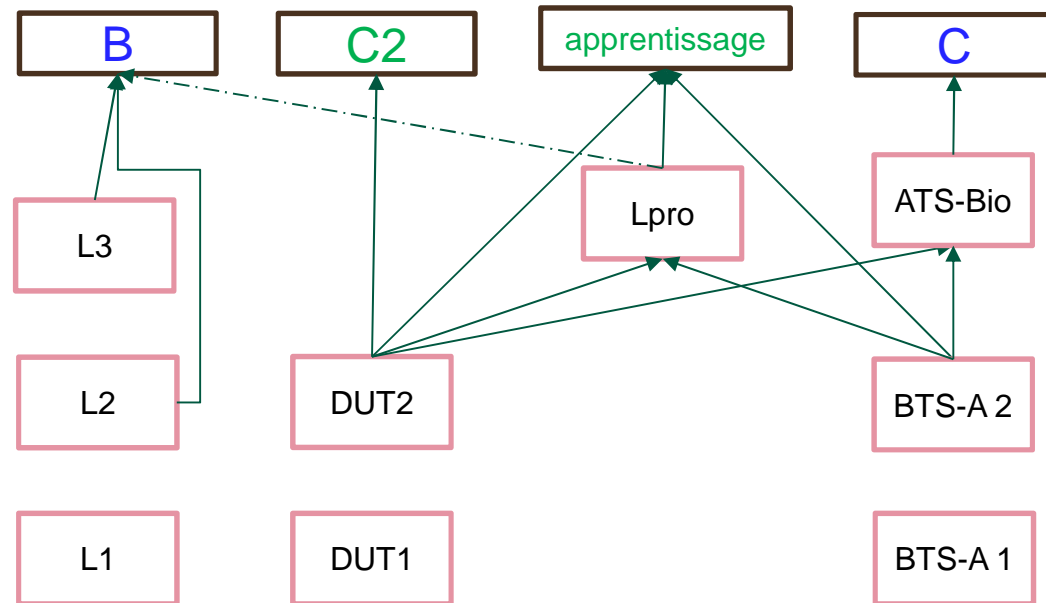 B
C2
apprentissage
C
L3
Lpro
ATS-Bio
L2
DUT2
BTS-A 2
L1
DUT1
BTS-A 1